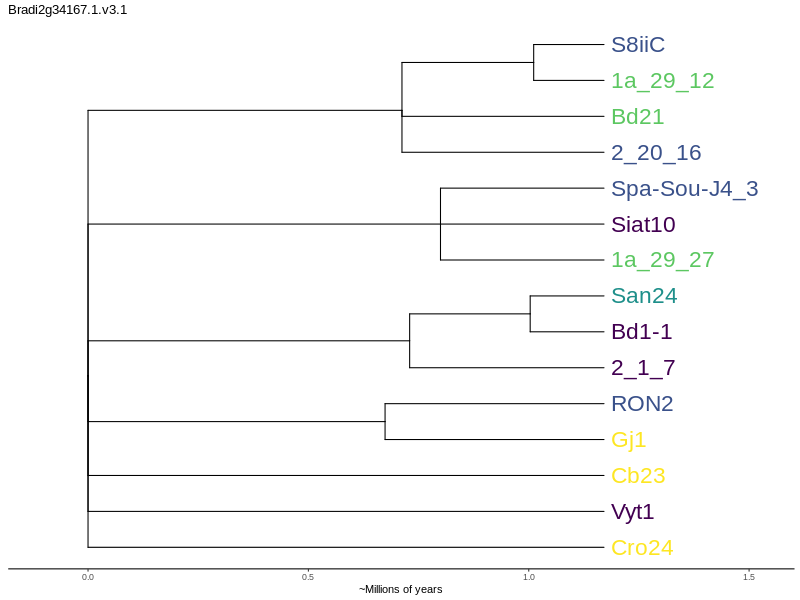 Bradi2g34167.1.v3.1
S8iiC
1a_29_12
Bd21
2_20_16
Spa-Sou-J4_3
Siat10
1a_29_27
San24
Bd1-1
2_1_7
RON2
Gj1
Cb23
Vyt1
Cro24
0.0 0.5 1.0 1.5
~Millions of years